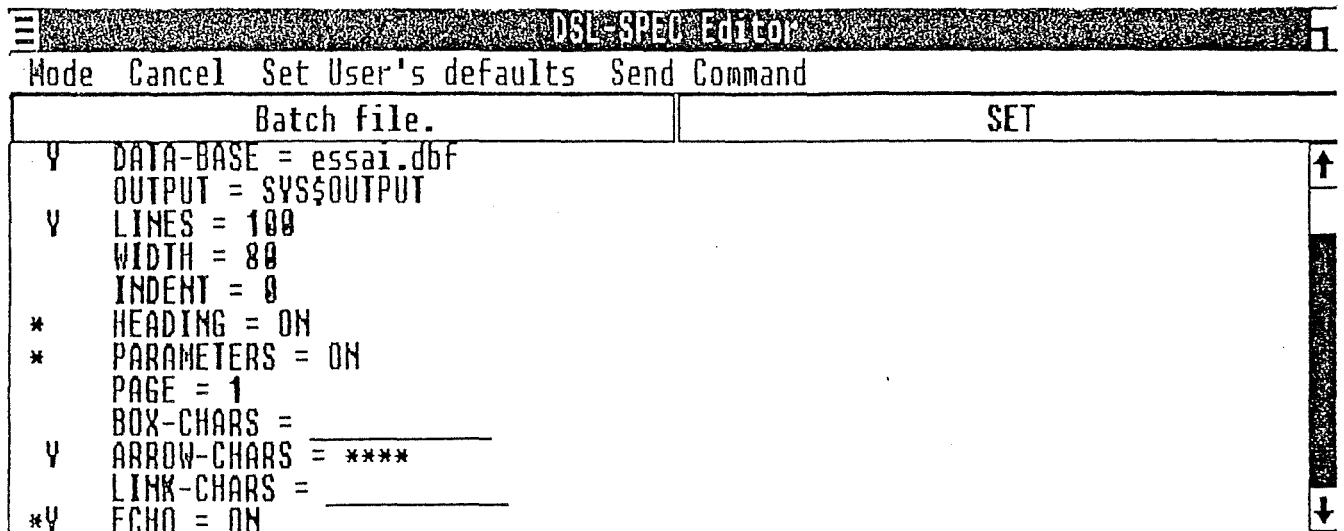 DSL-SPEC Editor
Mode Cancel Set User's defaults Send Command
Batch file. SET
Y DATA-BASE = essai.dbf
OUTPUT = SYS$OUTPUT
Y LINES = 100
WIDTH = 80
INDENT = 0
* HEADING = ON
* PARAMETERS = ON
PAGE = 1
BOX-CHARS = ____________
Y ARROW-CHARS = ****
LINK-CHARS = ____________
*Y ECHO = ON